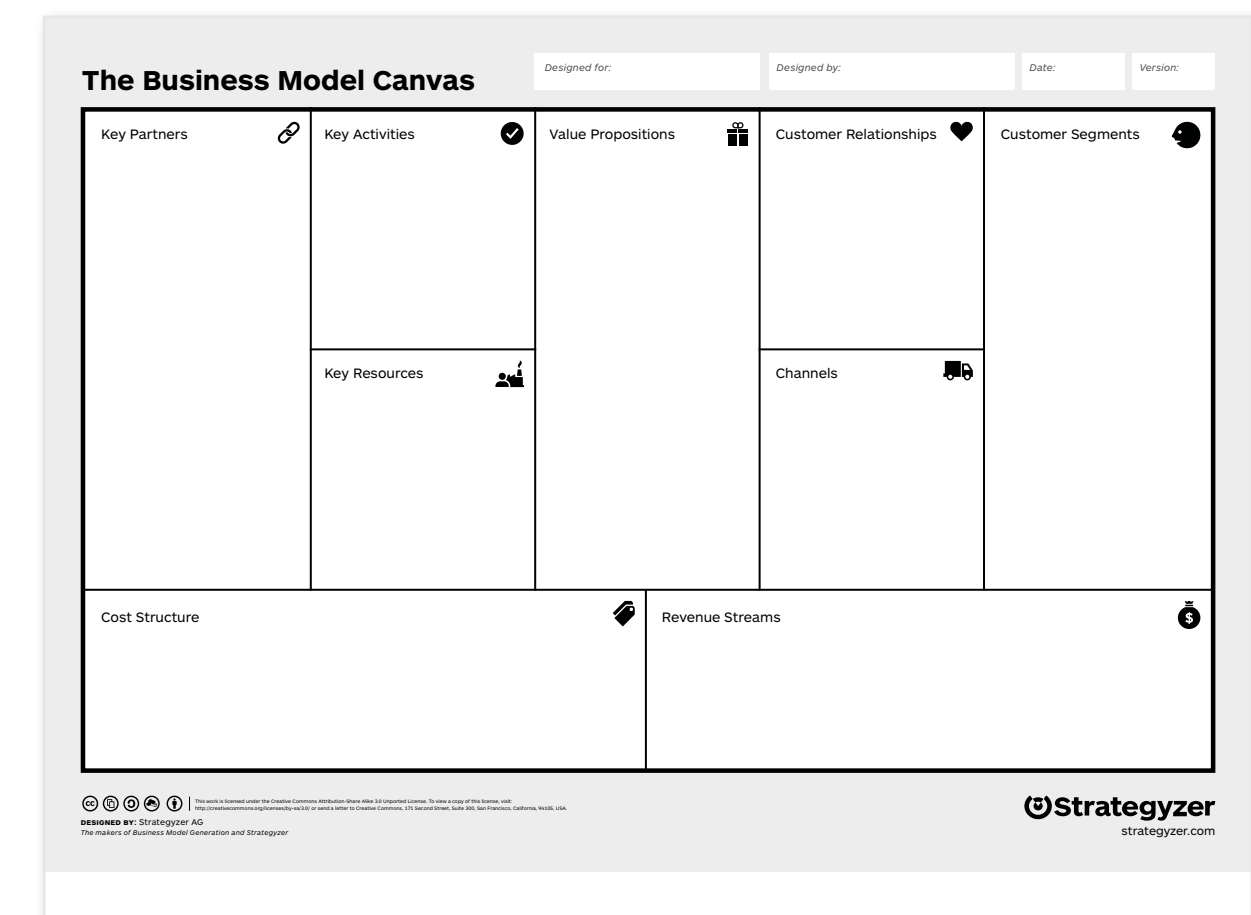 The Business Model Canvas
Designed for:
Designed by:
Date:
Version:
Key Partners
Key Activities
Value Propositions
Customer Relationships
Customer Segments
Key Resources
Channels
Cost Structure
Revenue Streams
$
cc
This work is licensed under the Creative Commons Attribution-Share Alike 3.0 Unported License. To view a copy of this license, visit:
http://creativecommons.org/licenses/by-sa/3.0/ or send a letter to Creative Commons, 171 Second Street, Suite 300, San Francisco, California, 94105, USA.
DESIGNED BY: Strategyzer AG
The makers of Business Model Generation and Strategyzer
Strategyzer
strategyzer.com